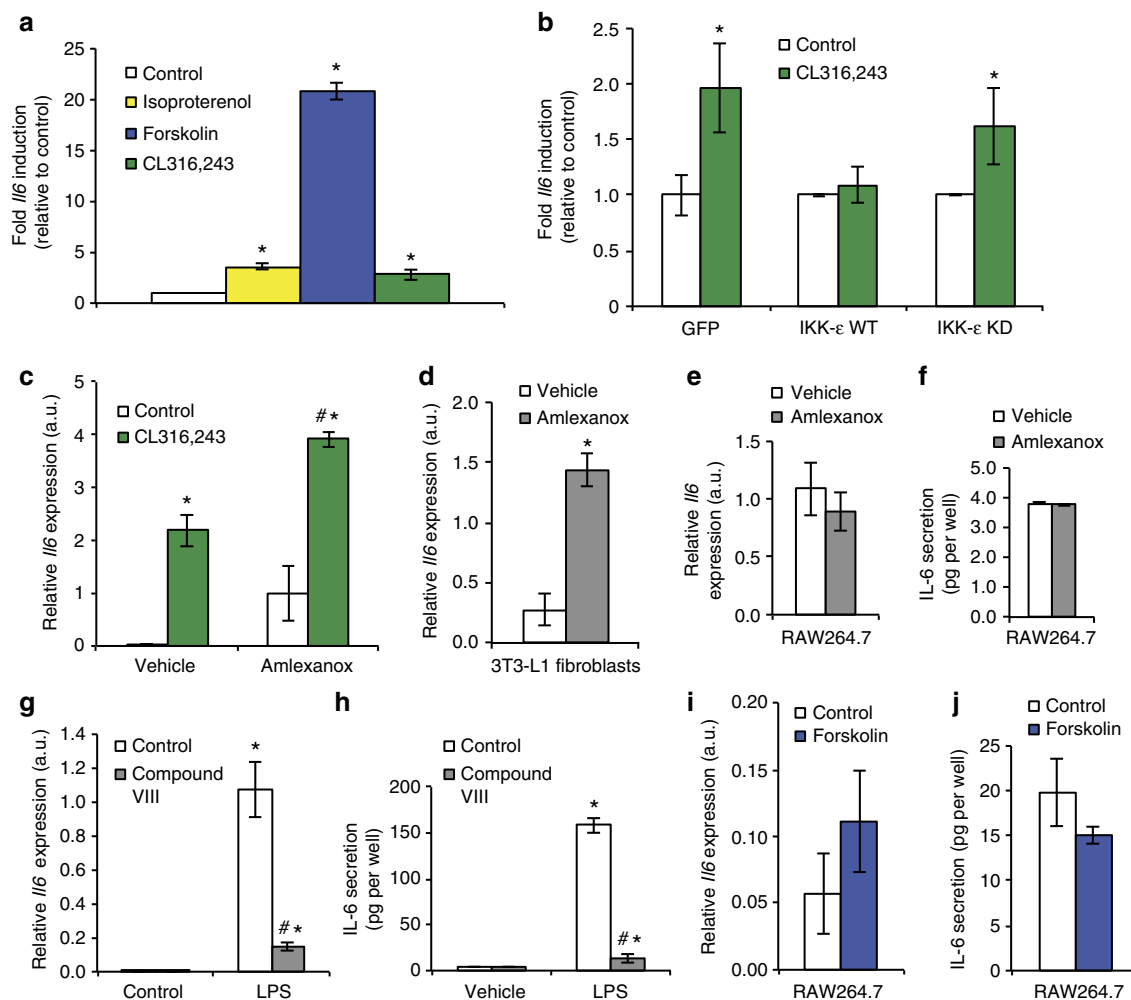 a
Fold Il6 induction
(relative to control)
25
20
15
10
5
0
Control
Isoproterenol
Forskolin
CL316,243
*
*
*
b
Fold Il6 induction
(relative to control)
2.5
2.0
1.5
1.0
0.5
0
Control
CL316,243
*
*
GFP
IKK-ε WT
IKK-ε KD
c
Relative Il6 expression (a.u.)
5
4
3
2
1
0
Control
CL316,243
*
#*
Vehicle
Amlexanox
d
Relative Il6 expression (a.u.)
2.0
1.5
1.0
0.5
0.0
Vehicle
Amlexanox
*
3T3-L1 fibroblasts
e
Relative Il6
expression (a.u.)
1.5
1.0
0.5
0.0
Vehicle
Amlexanox
RAW264.7
f
IL-6 secretion
(pg per well)
5.0
4.0
3.0
2.0
1.0
0.0
Vehicle
Amlexanox
RAW264.7
g
Relative Il6 expression (a.u.)
1.4
1.2
1.0
0.8
0.6
0.4
0.2
0.0
Control
Compound
VIII
*
#*
Control
LPS
h
IL-6 secretion
(pg per well)
200
150
100
50
0
Control
Compound
VIII
*
#*
Vehicle
LPS
i
Relative Il6 expression (a.u.)
0.20
0.15
0.10
0.05
0.00
Control
Forskolin
RAW264.7
j
IL-6 secretion (pg per well)
25
20
15
10
5
0
Control
Forskolin
RAW264.7